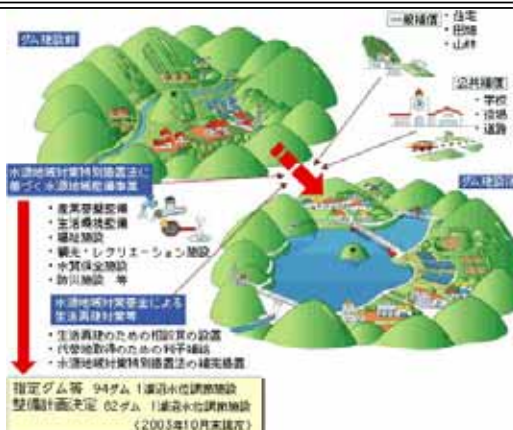 ダム建設前
一般補償
・住宅
・田畑
・山林
公共補償
・学校
・役場
・道路
水源地域対策特別措置法に
基づく水源地域整備事業
・産業基盤整備
・生活環境整備
・福祉施設
・観光・レクリエーション施設
・水質保全施設
・防災施設 等
ダム建設後
水源地域対策基金による
生活再建対策等
・生活再建のための相談員の設置
・代替地取得のための利子補給
・水源地域対策特別措置法の補完措置
指定ダム等 94ダム 1湖沼水位調節施設
整備計画決定 82ダム 1湖沼水位調節施設
(2003年10月末現在)